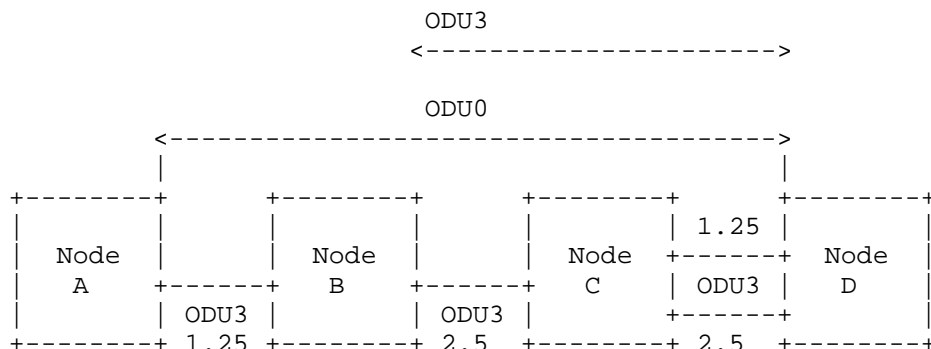 ODU3
<----------------------->
ODU0
<-------------------------------------->
| |
+--------+ +--------+ +--------+ +--------+
| | | | | | 1.25 | |
| Node | | Node | | Node +------+ Node |
| A +------+ B +------+ C | ODU3 | D |
| | ODU3 | | ODU3 | +------+ |
+--------+ 1.25 +--------+ 2.5 +--------+ 2.5 +--------+